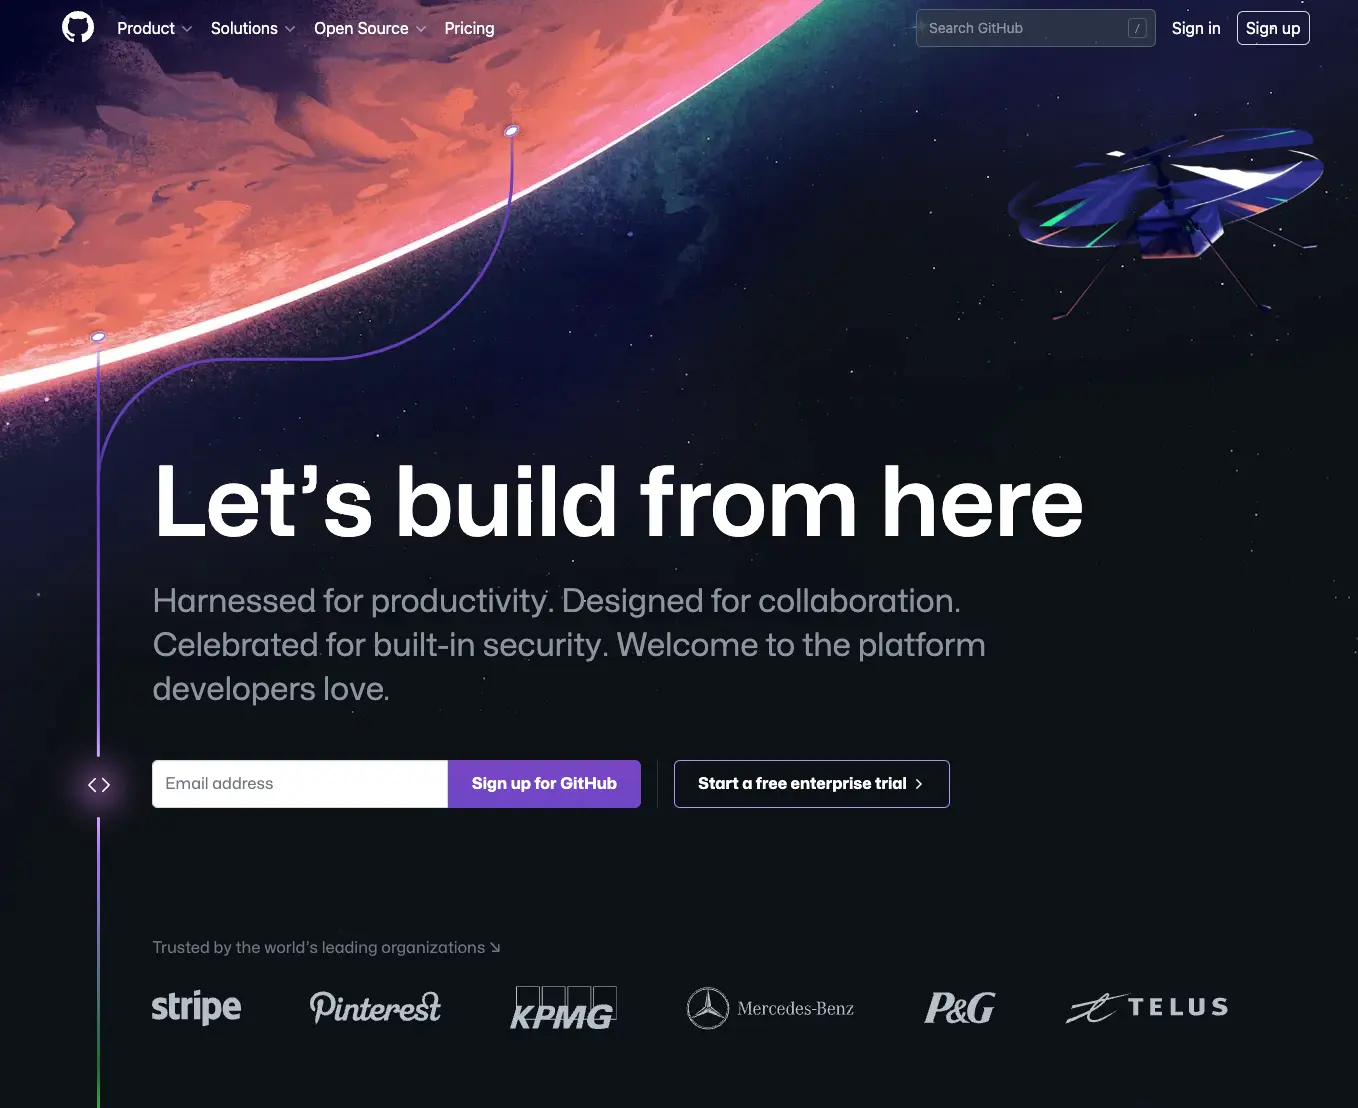 Product Solutions Open Source Pricing Search GitHub / Sign in Sign up
Let’s build from here
Harnessed for productivity. Designed for collaboration.
Celebrated for built-in security. Welcome to the platform
developers love.
Email address Sign up for GitHub Start a free enterprise trial
Trusted by the world’s leading organizations
stripe Pinterest KPMG Mercedes-Benz P&G TELUS